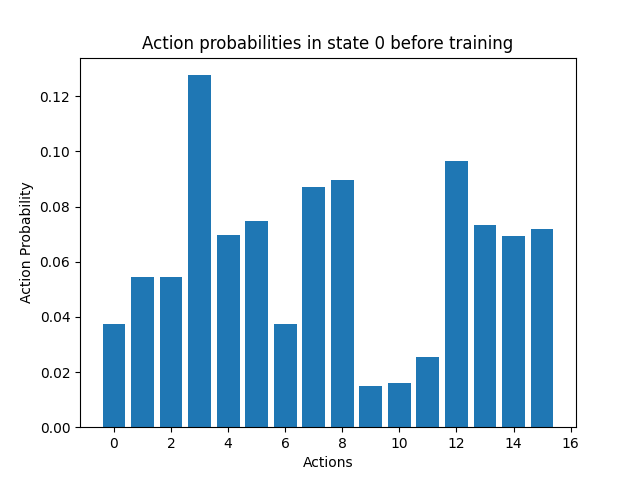 Action probabilities in state 0 before training
0.12
0.10
0.08
0.06
0.04
0.02
0.00
Action Probability
0 2 4 6 8 10 12 14 16
Actions